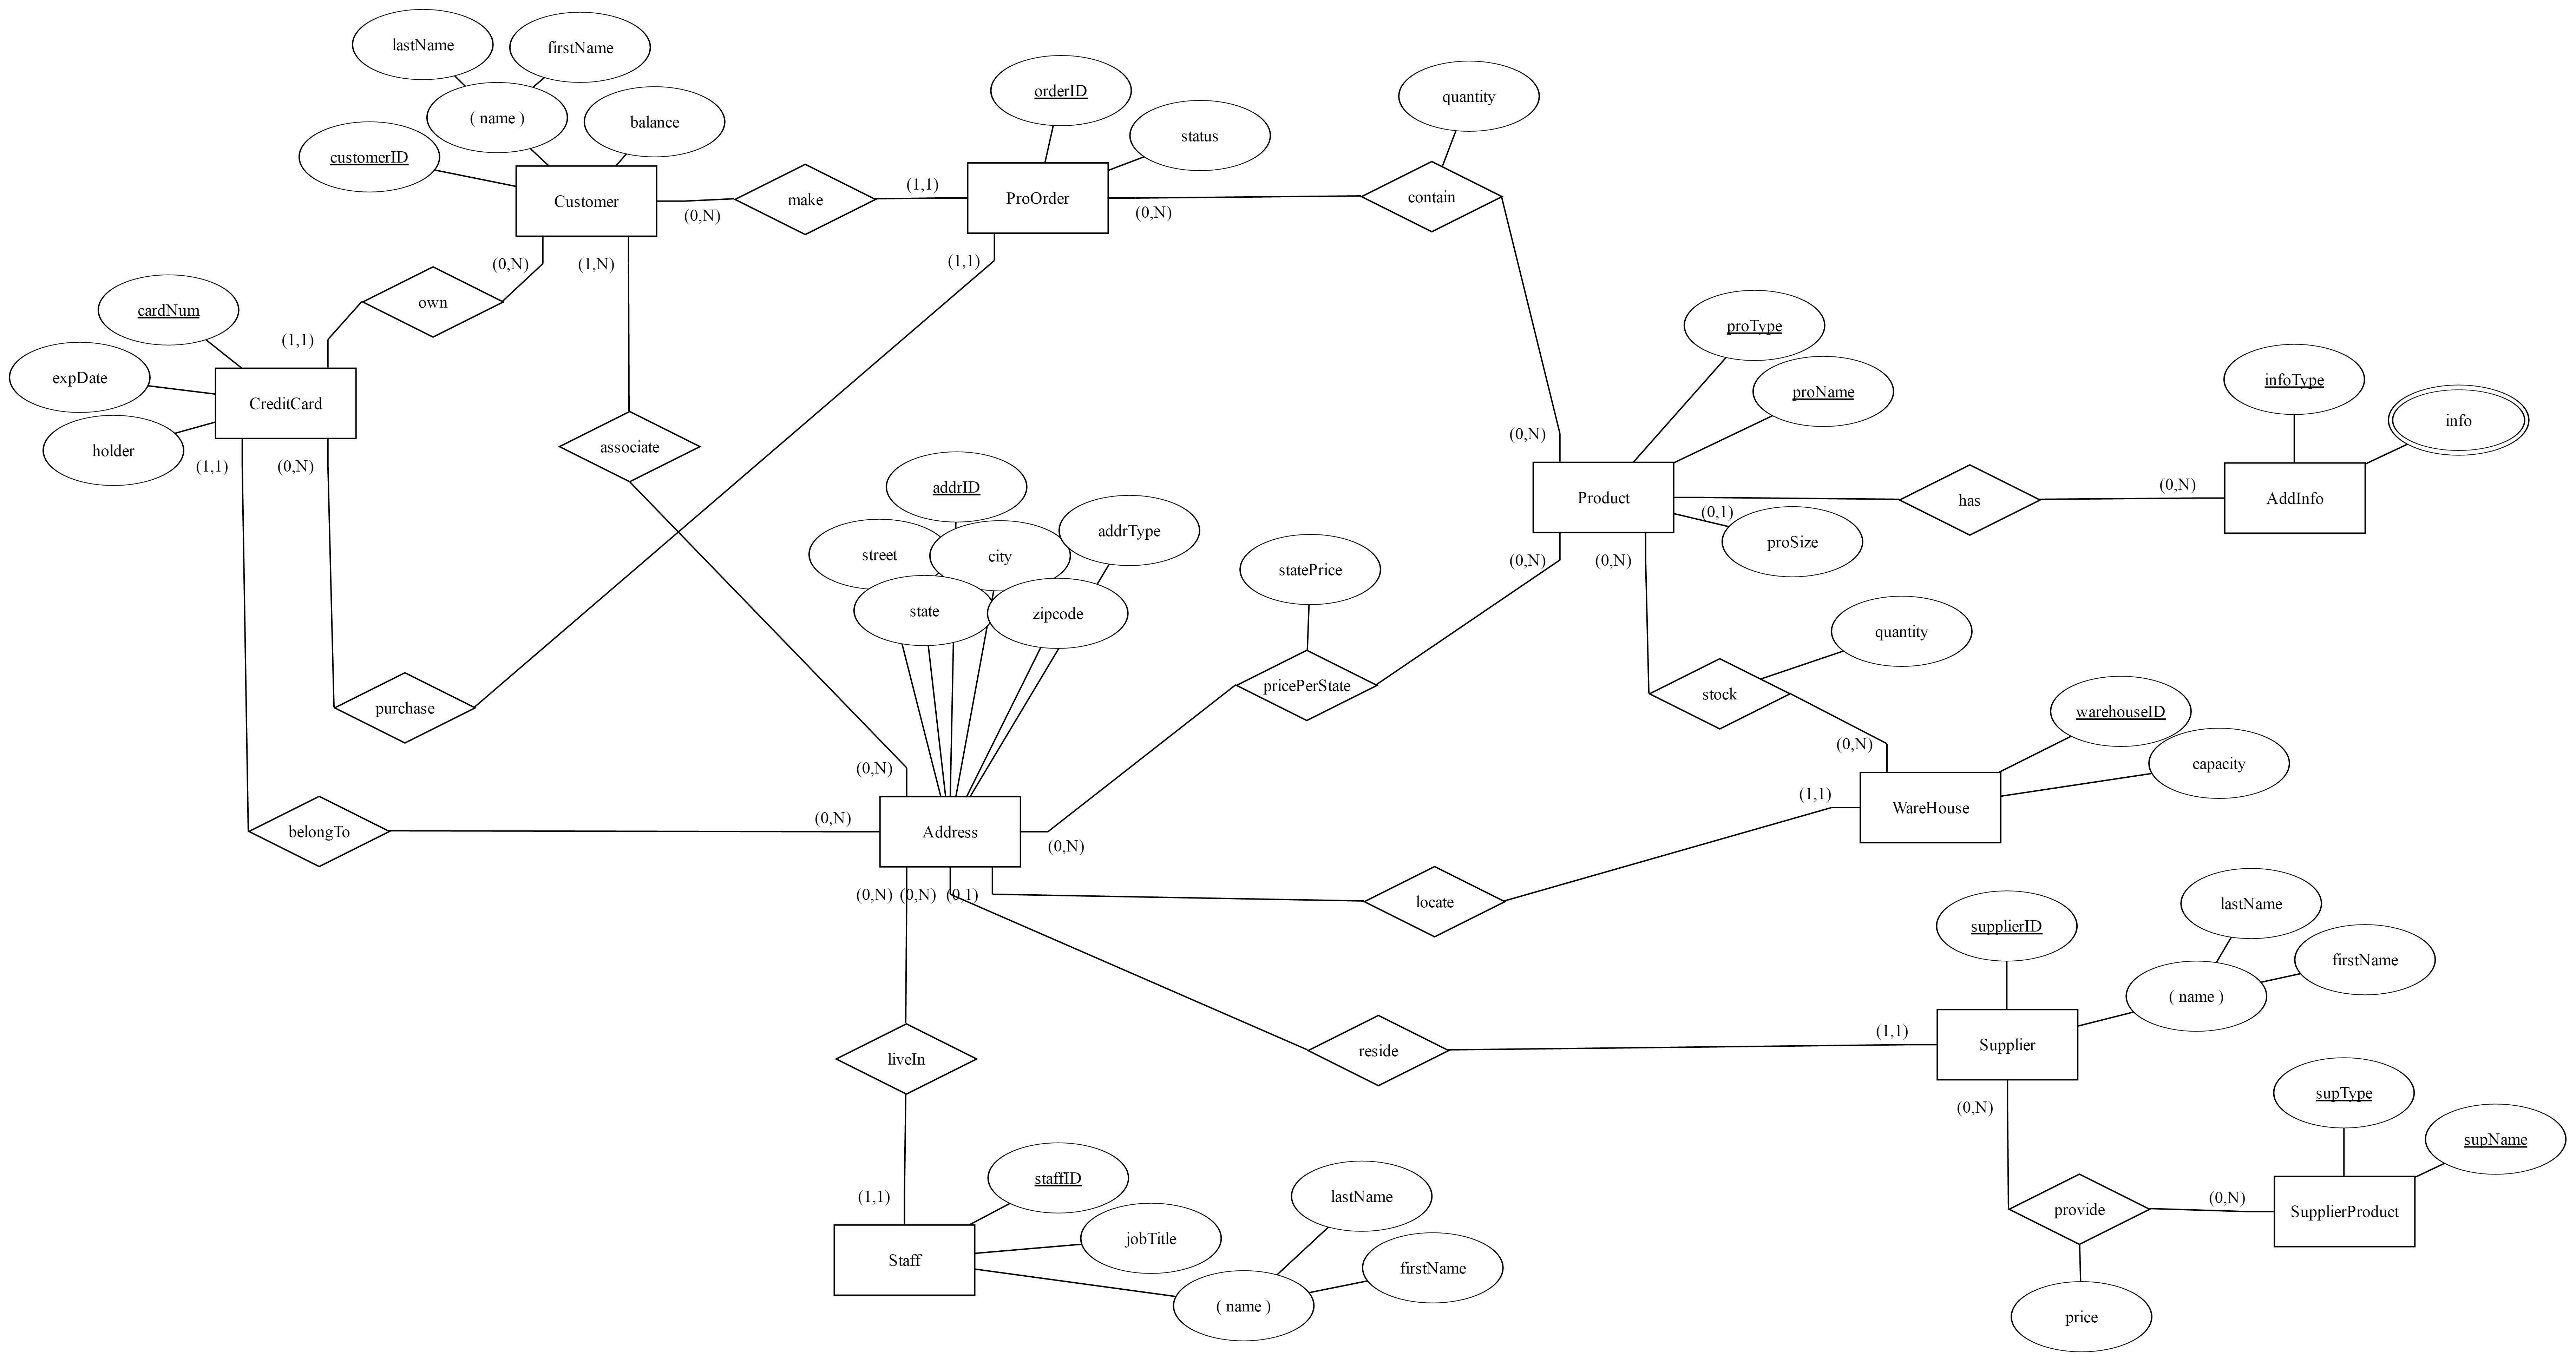 lastName
firstName
( name )
balance
customerID
Customer
(0,N)
make
(1,1)
orderID
status
ProOrder
(0,N)
quantity
contain
(0,N)
(1,N)
(1,1)
own
cardNum
(1,1)
expDate
CreditCard
holder
(1,1)
(0,N)
associate
purchase
proType
proName
(0,N)
Product
(0,1)
proSize
has
(0,N)
infoType
info
AddInfo
addrID
street
city
addrType
state
zipcode
statePrice
(0,N)
(0,N)
pricePerState
quantity
stock
(0,N)
warehouseID
capacity
WareHouse
(1,1)
belongTo
(0,N)
(0,N)
Address
(0,N)
(0,N)
(0,N)
(0,1)
locate
liveIn
reside
(1,1)
supplierID
lastName
firstName
( name )
Supplier
(0,N)
supType
supName
provide
(0,N)
SupplierProduct
price
(1,1)
staffID
jobTitle
Staff
lastName
firstName
( name )